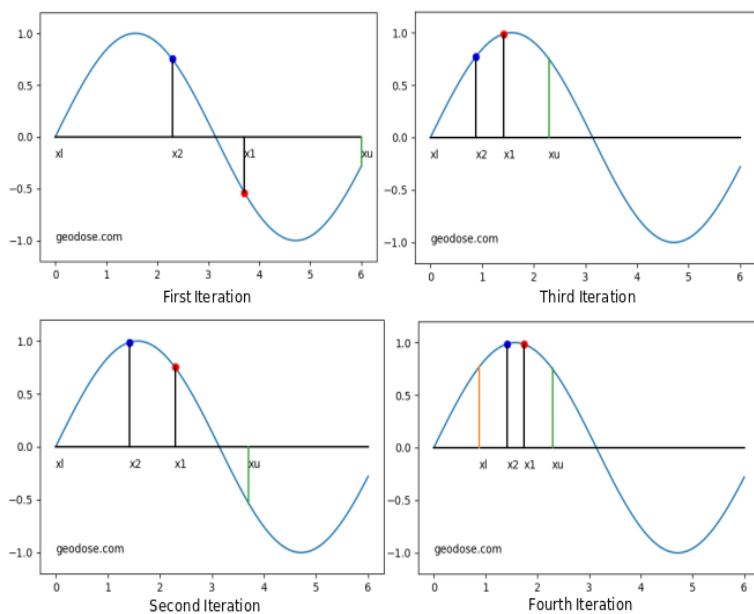 1.0
0.5
0.0
−0.5
−1.0
xl x2 x1 xu
geodose.com
0 1 2 3 4 5 6
First Iteration
1.0
0.5
0.0
−0.5
−1.0
xl x2 x1 xu
geodose.com
0 1 2 3 4 5 6
Third Iteration
1.0
0.5
0.0
−0.5
−1.0
xl x2 x1 xu
geodose.com
0 1 2 3 4 5 6
Second Iteration
1.0
0.5
0.0
−0.5
−1.0
xl x2 x1 xu
geodose.com
0 1 2 3 4 5 6
Fourth Iteration